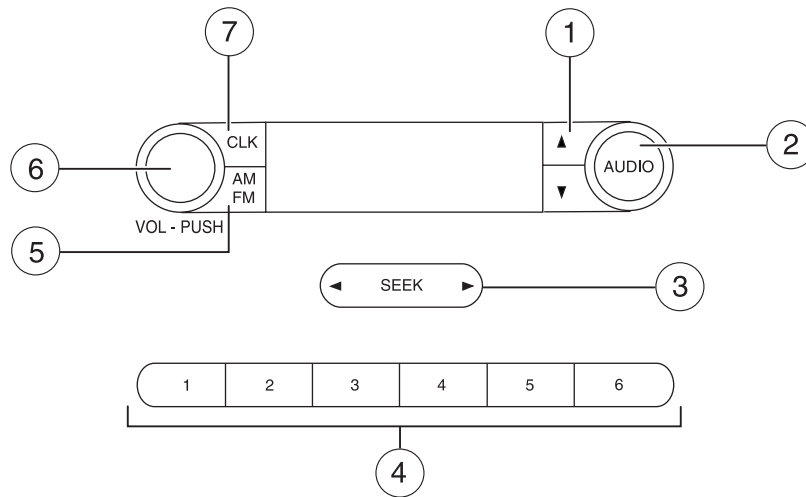 7
1
CLK
▲
6
AUDIO
2
AM
FM
▼
VOL - PUSH
5
◄ SEEK ►
3
1 2 3 4 5 6
4